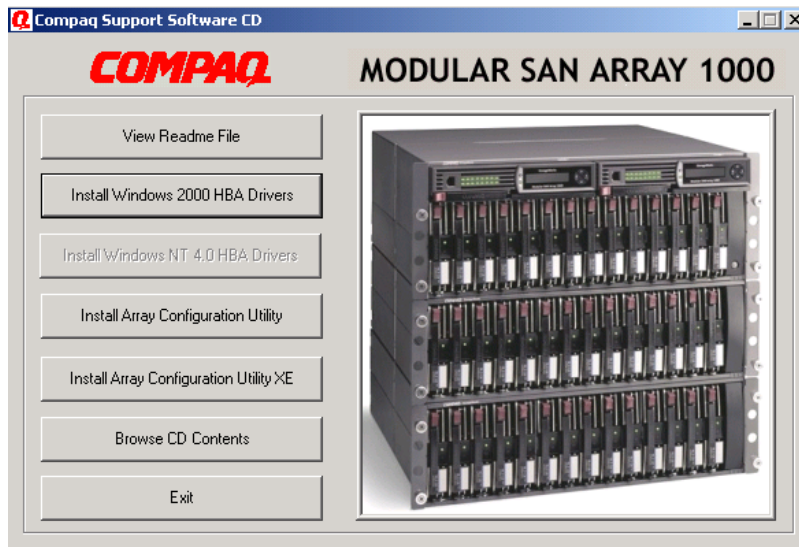 Compaq Support Software CD
COMPAQ
MODULAR SAN ARRAY 1000
View Readme File
Install Windows 2000 HBA Drivers
Install Windows NT 4.0 HBA Drivers
Install Array Configuration Utility
Install Array Configuration Utility XE
Browse CD Contents
Exit